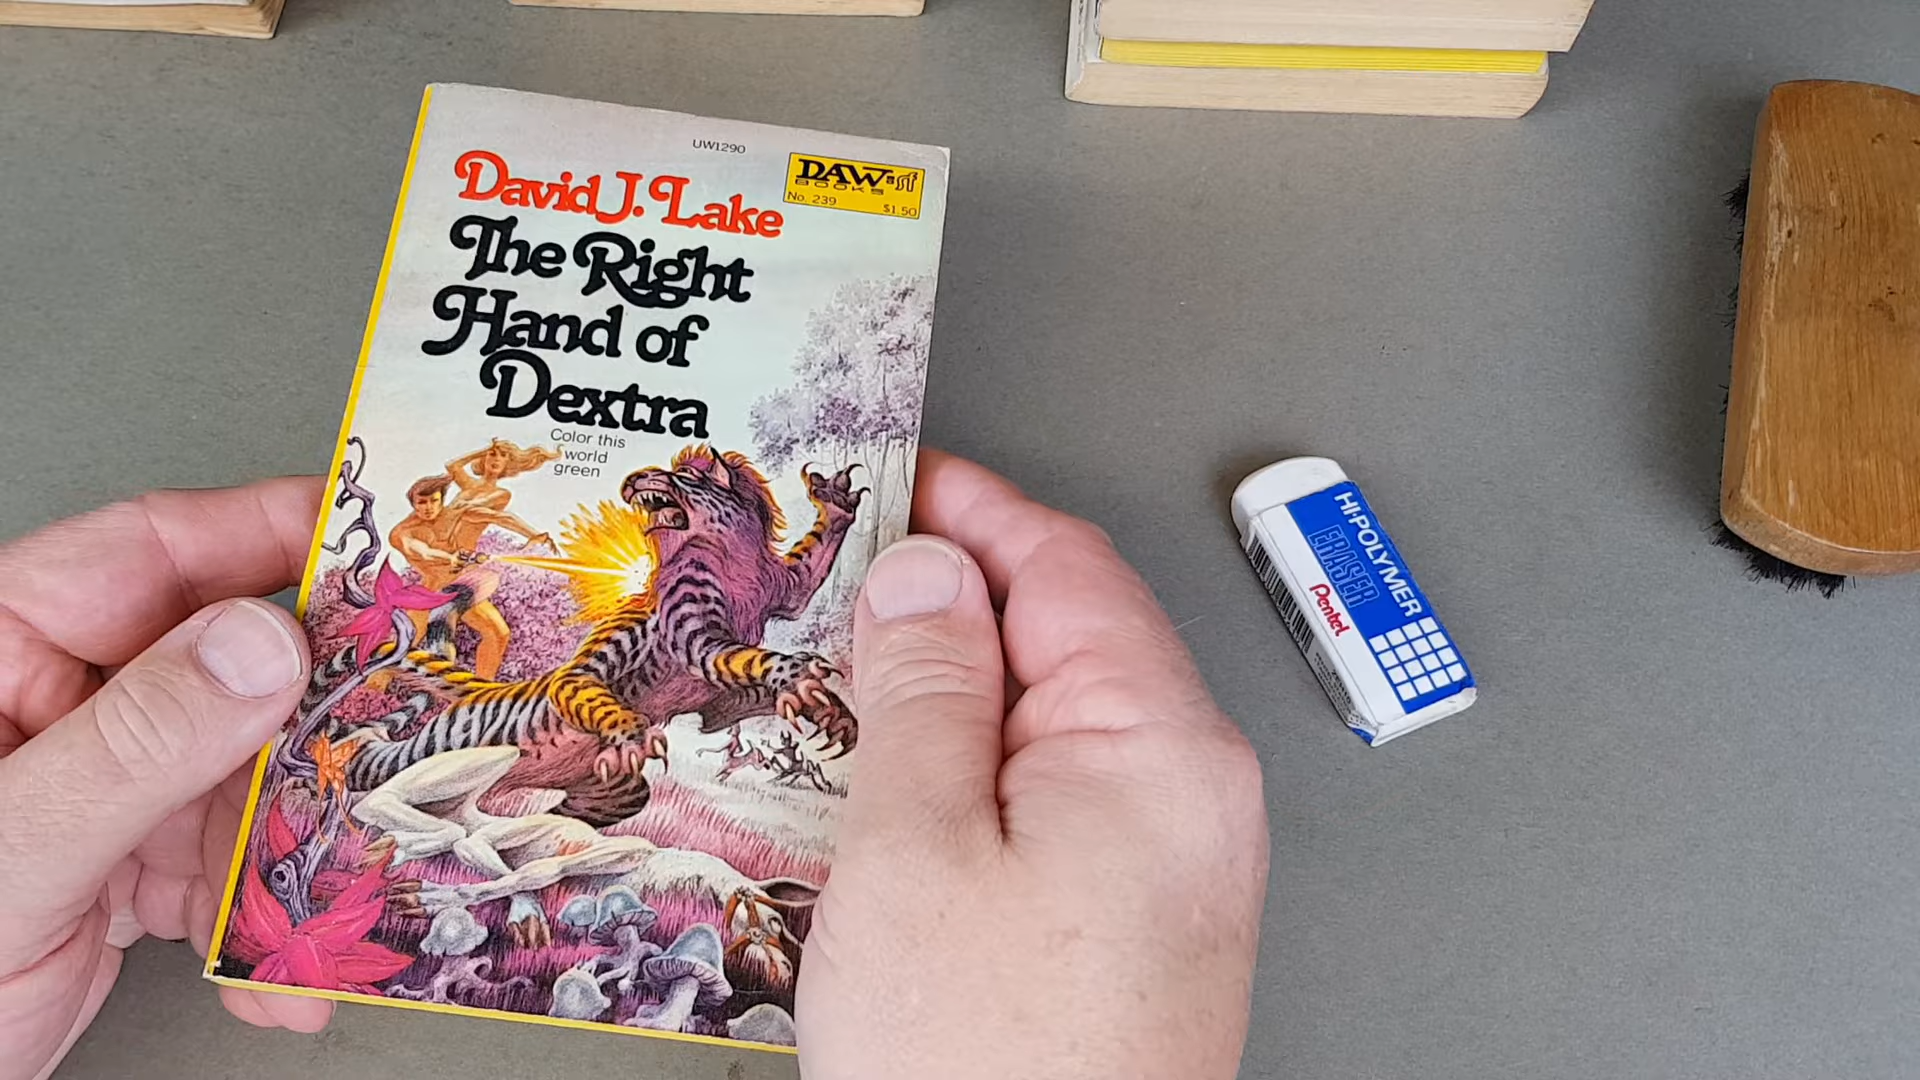 UW1290
DAW=sf
BOOKS
No. 239 $1.50
David J. Lake
The Right
Hand of
Dextra
Color this
world
green
HI-POLYMER
ERASER
Pentel